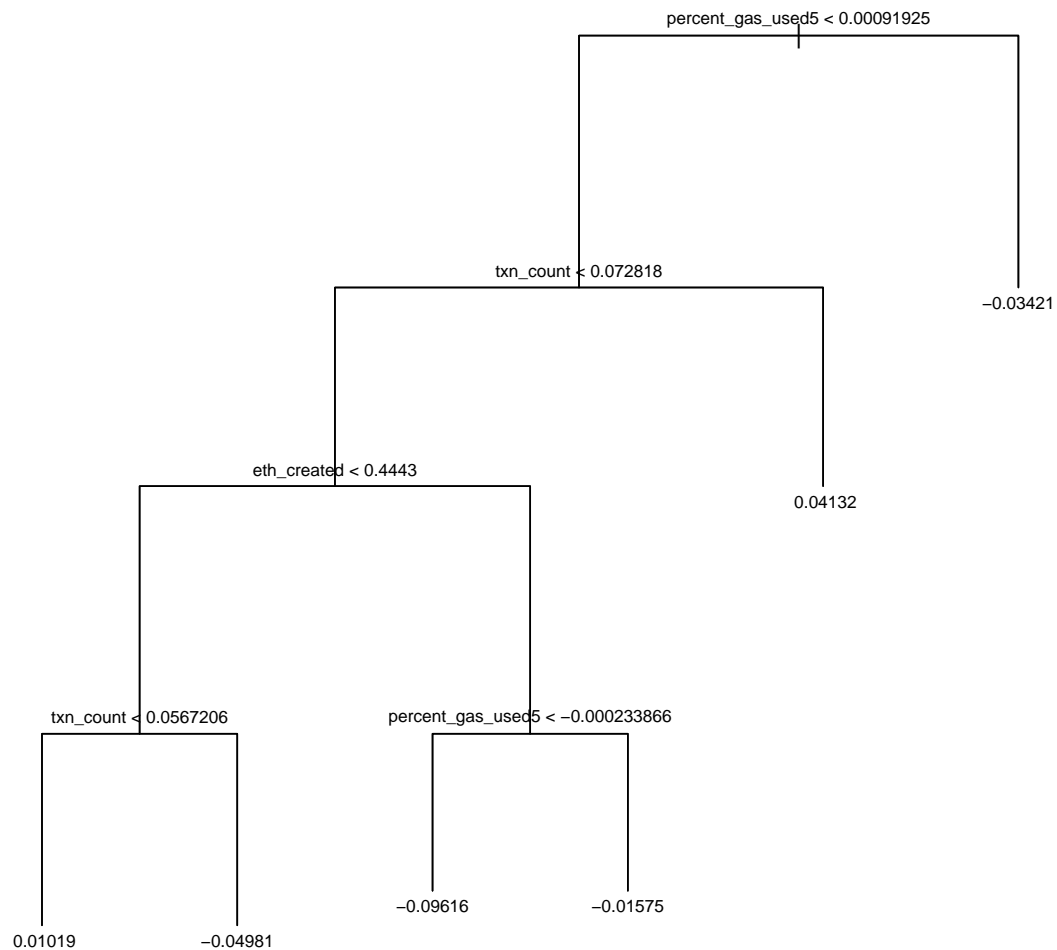 percent_gas_used5 < 0.00091925
txn_count < 0.072818
−0.03421
eth_created < 0.4443
0.04132
txn_count < 0.0567206
percent_gas_used5 < −0.000233866
−0.09616
−0.01575
0.01019
−0.04981